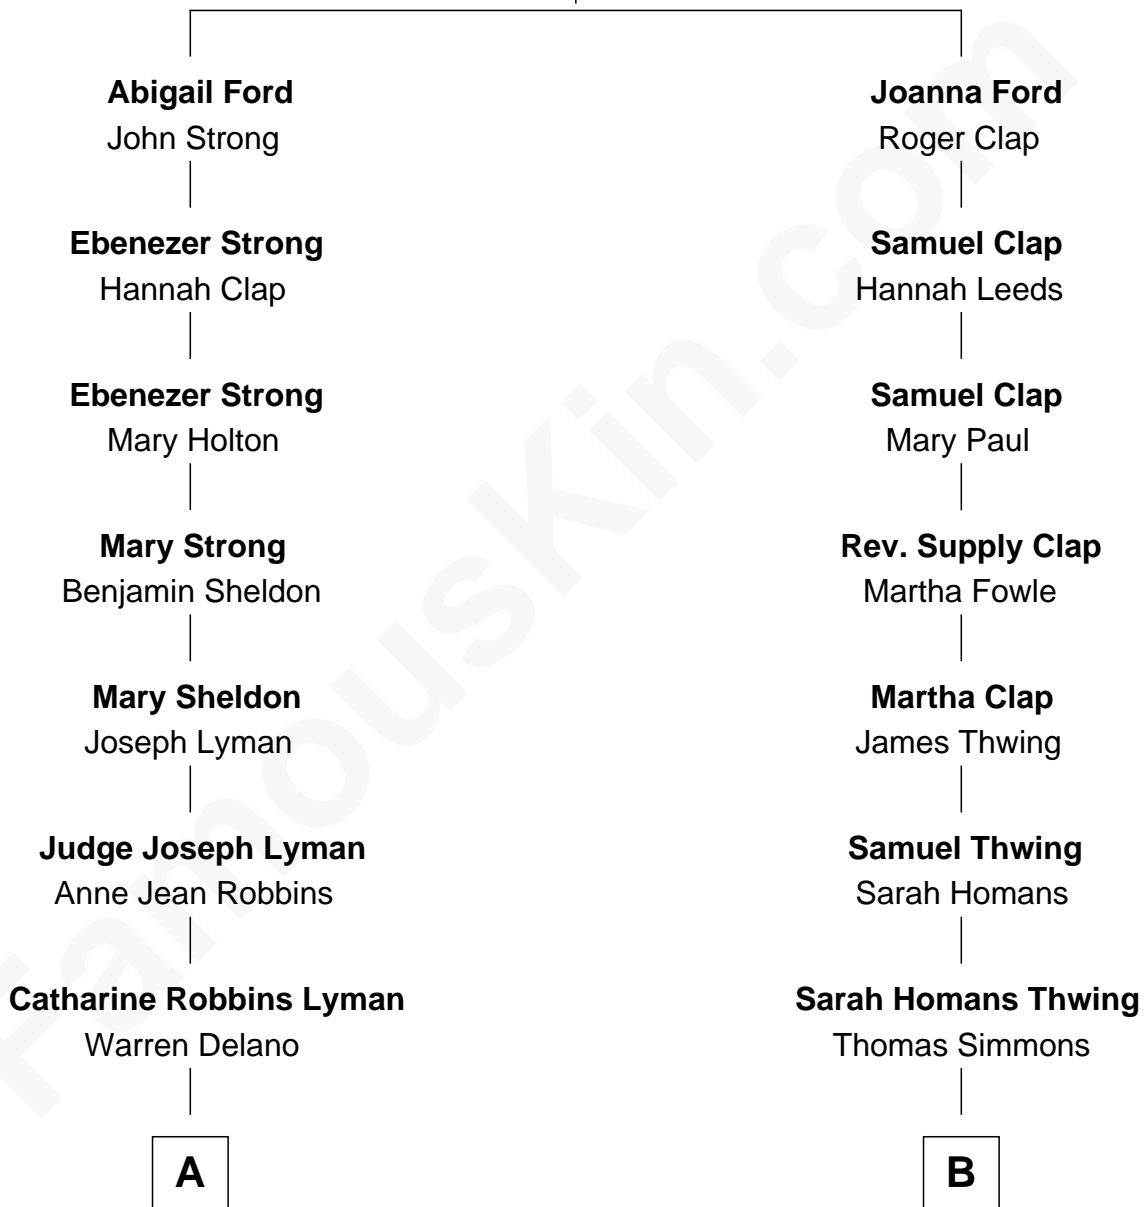 Abigail Ford
John Strong
Ebenezer Strong
Hannah Clap
Ebenezer Strong
Mary Holton
Mary Strong
Benjamin Sheldon
Mary Sheldon
Joseph Lyman
Judge Joseph Lyman
Anne Jean Robbins
Catharine Robbins Lyman
Warren Delano
A
Joanna Ford
Roger Clap
Samuel Clap
Hannah Leeds
Samuel Clap
Mary Paul
Rev. Supply Clap
Martha Fowle
Martha Clap
James Thwing
Samuel Thwing
Sarah Homans
Sarah Homans Thwing
Thomas Simmons
B
FamousKin.com